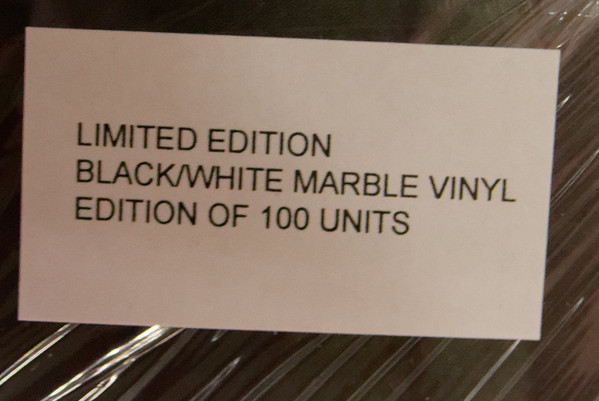 LIMITED EDITION
BLACK/WHITE MARBLE VINYL
EDITION OF 100 UNITS